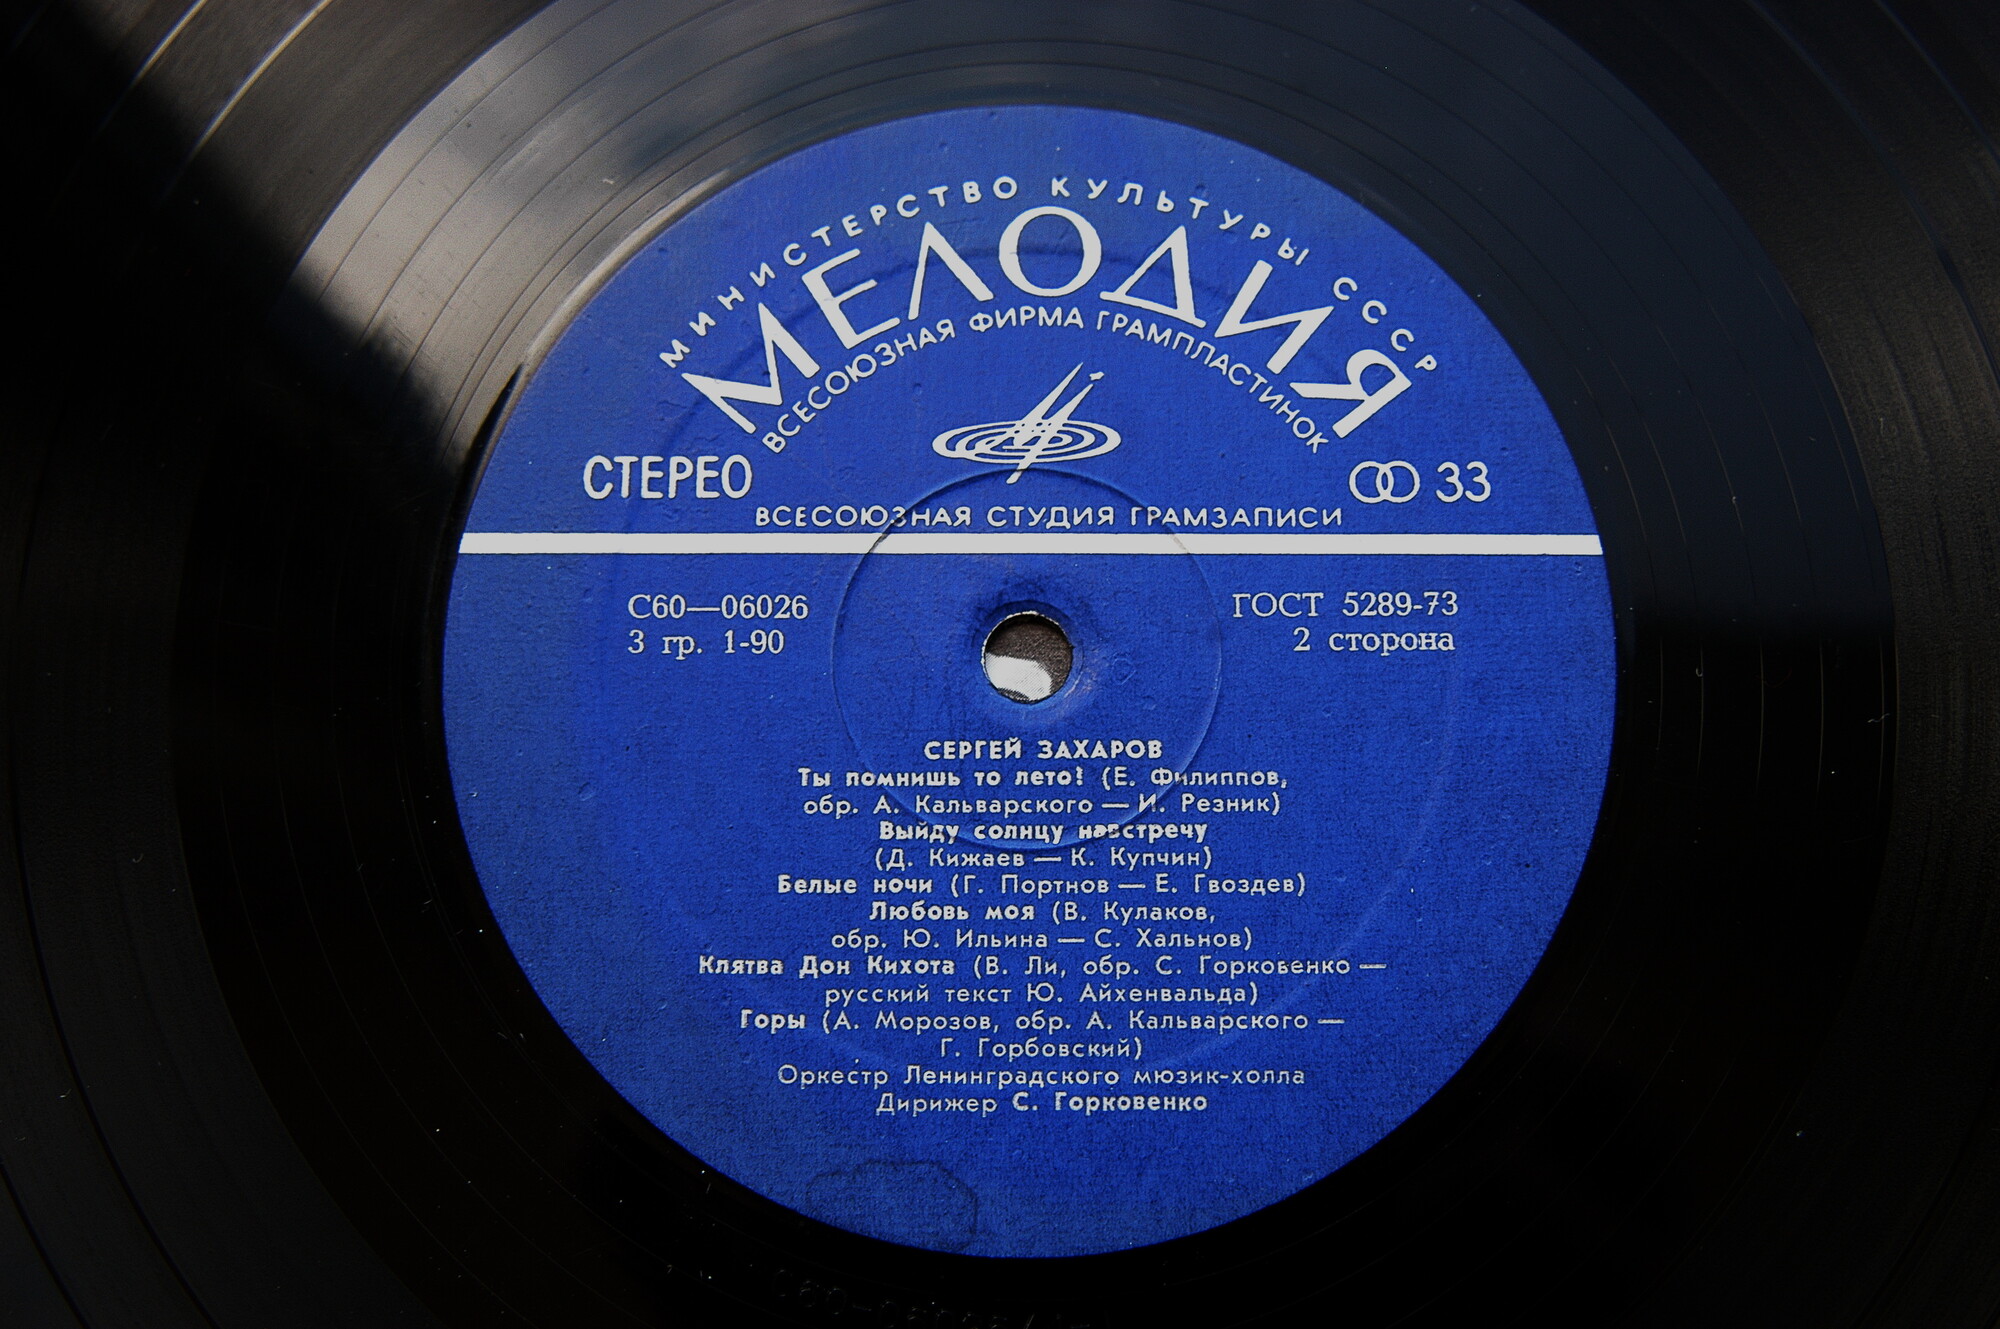 МИНИСТЕРСТВО КУЛЬТУРЫ СССР
МЕЛОДИЯ
ВСЕСОЮЗНАЯ ФИРМА ГРАМПЛАСТИНОК
СТЕРЕО
33
ВСЕСОЮЗНАЯ СТУДИЯ ГРАМЗАПИСИ
С60—06026 ГОСТ 5289-73
3 гр. 1-90 2 сторона
СЕРГЕЙ ЗАХАРОВ
Ты помнишь то лето? (Е. Филиппов,
обр. А. Кальварского — И. Резник)
Выйду солнцу навстречу
(Д. Кижаев — К. Купчин)
Белые ночи (Г. Портнов — Е. Гвоздев)
Любовь моя (В. Кулаков,
обр. Ю. Ильина — С. Хальнов)
Клятва Дон Кихота (В. Ли, обр. С. Горковенко —
русский текст Ю. Айхенвальда)
Горы (А. Морозов, обр. А. Кальварского —
Г. Горбовский)
Оркестр Ленинградского мюзик-холла
Дирижер С. Горковенко